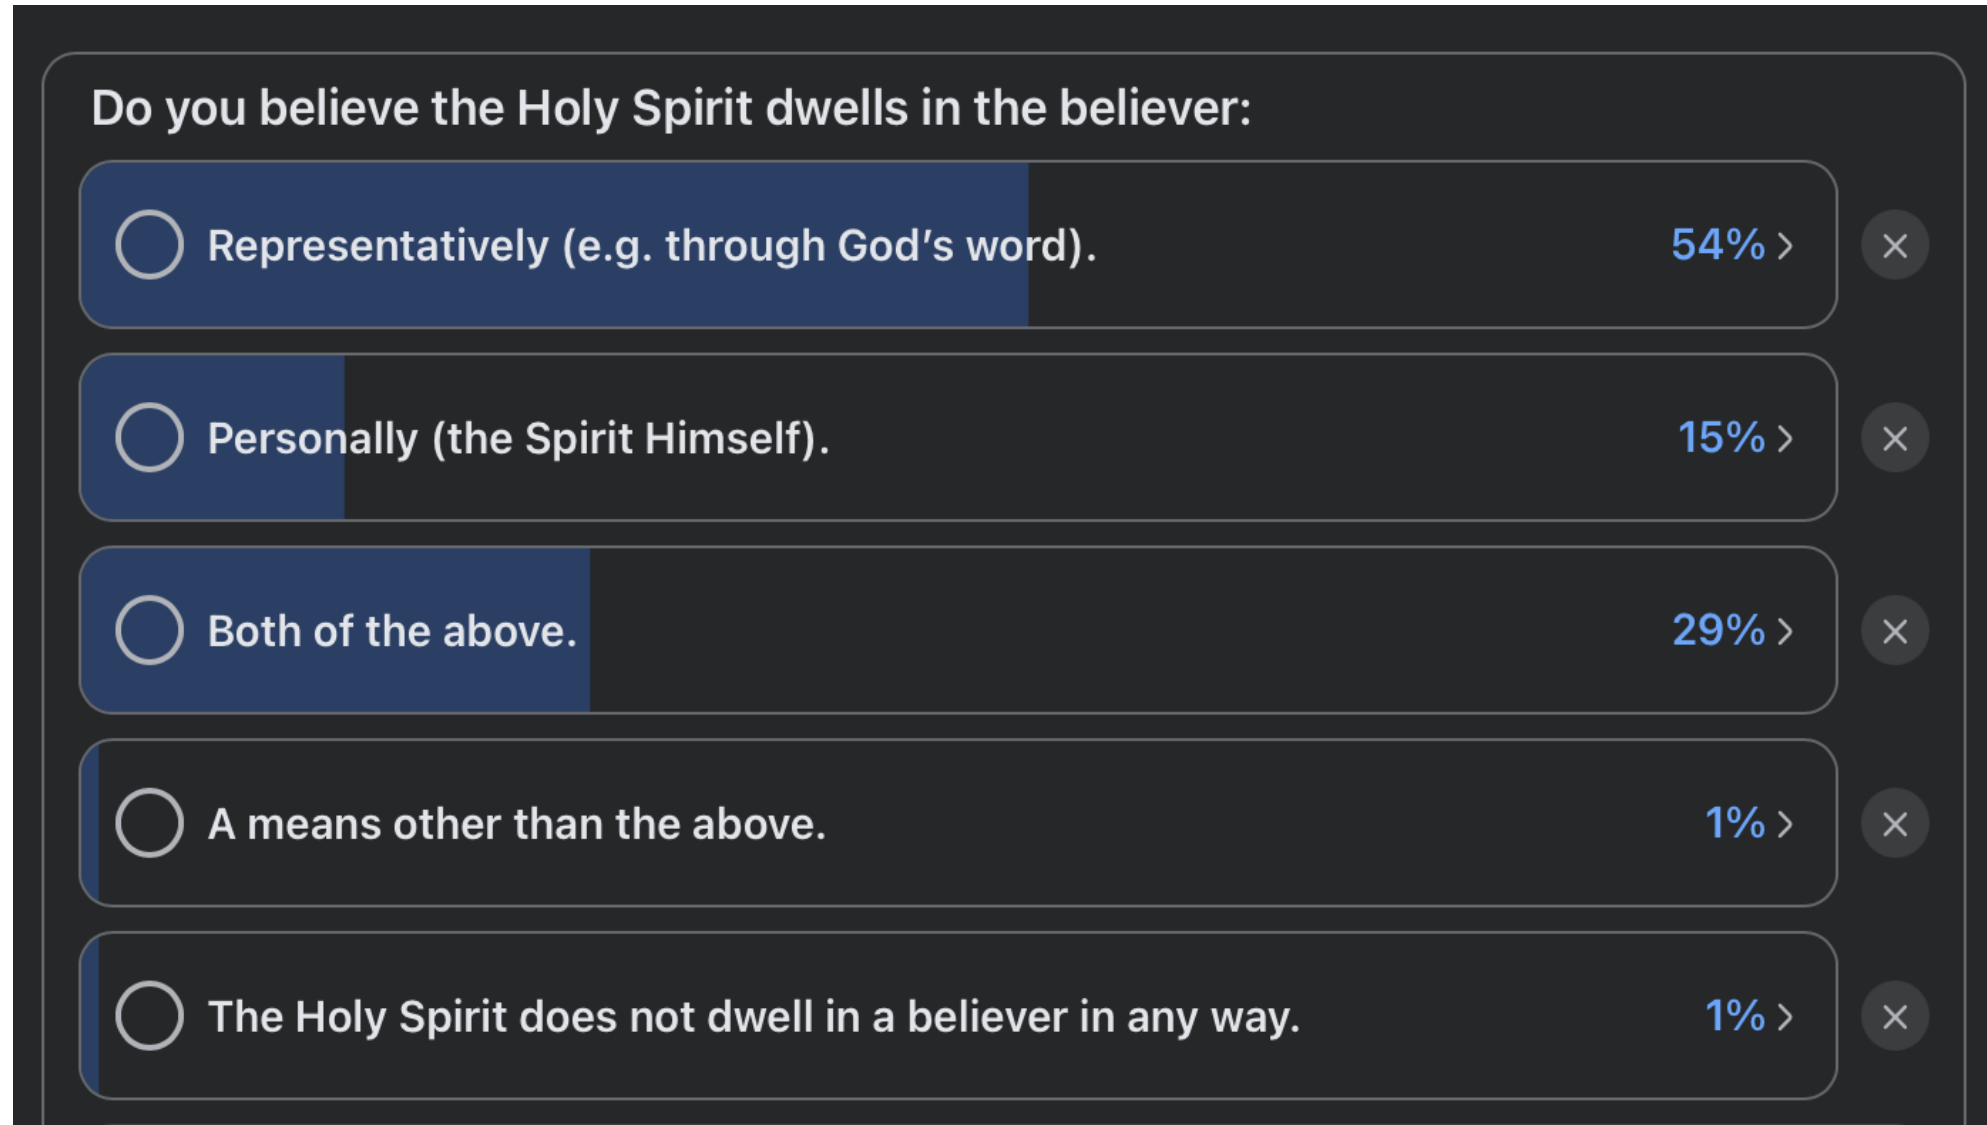 Do you believe the Holy Spirit dwells in the believer:
Representatively (e.g. through God’s word). 54%
Personally (the Spirit Himself). 15%
Both of the above. 29%
A means other than the above. 1%
The Holy Spirit does not dwell in a believer in any way. 1%